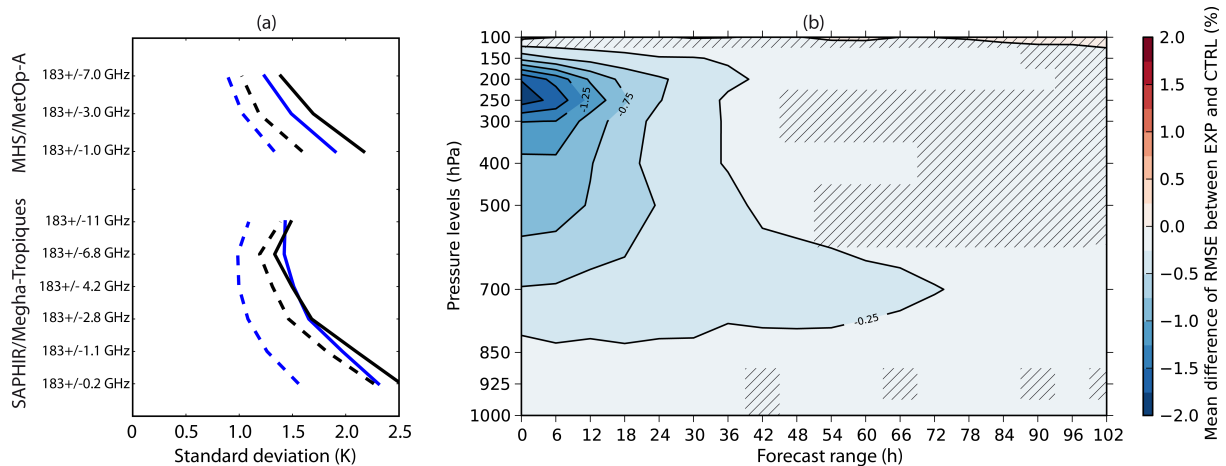 (a)
MHS/MetOp-A
183+/-7.0 GHz
183+/-3.0 GHz
183+/-1.0 GHz
SAPHIR/Megha-Tropiques
183+/-11 GHz
183+/-6.8 GHz
183+/- 4.2 GHz
183+/-2.8 GHz
183+/-1.1 GHz
183+/-0.2 GHz
0 0.5 1.0 1.5 2.0 2.5
Standard deviation (K)
(b)
Pressure levels (hPa)
100
150
200
250
300
400
500
700
850
925
1000
-1.25
-0.75
-0.25
0 6 12 18 24 30 36 42 48 54 60 66 72 78 84 90 96 102
Forecast range (h)
2.0
1.5
1.0
0.5
0.0
−0.5
−1.0
−1.5
−2.0
Mean difference of RMSE between EXP and CTRL (%)